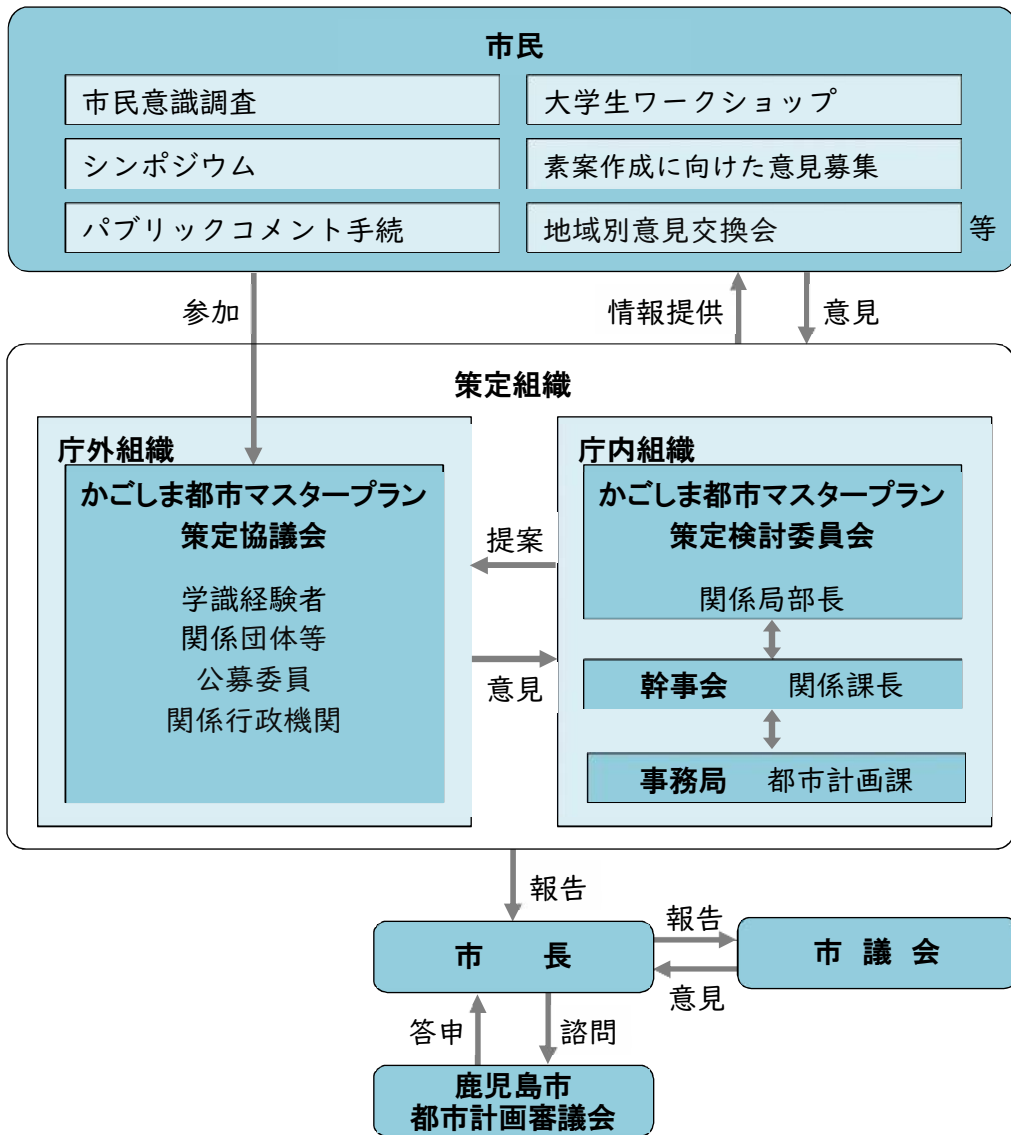 市民
市民意識調査
大学生ワークショップ
シンポジウム
素案作成に向けた意見募集
パブリックコメント手続
地域別意見交換会
等
参加
情報提供
意見
策定組織
庁外組織
かごしま都市マスタープラン
策定協議会
学識経験者
関係団体等
公募委員
関係行政機関
提案
意見
庁内組織
かごしま都市マスタープラン
策定検討委員会
関係局部長
幹事会 関係課長
事務局 都市計画課
報告
市 長
報告
意見
市 議 会
答申
諮問
鹿児島市
都市計画審議会